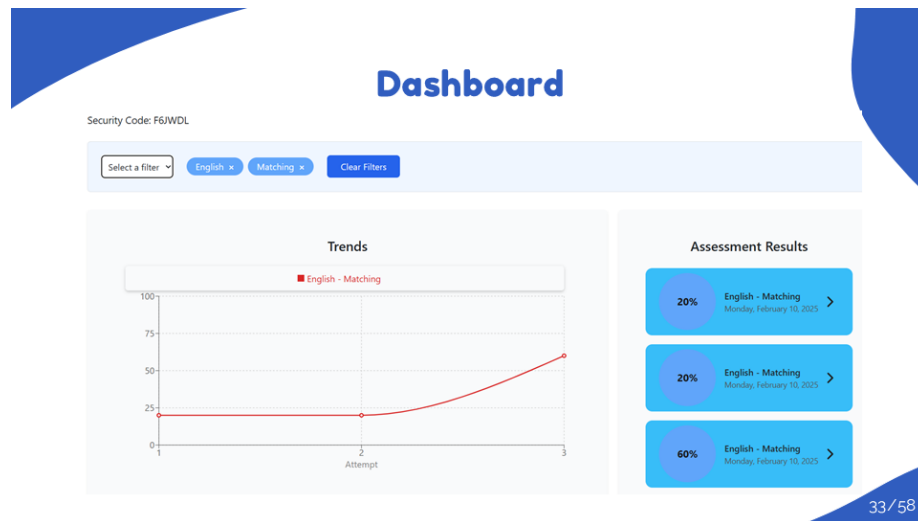 Dashboard
Security Code: F6JWDL
Select a filter
English ×
Matching ×
Clear Filters
Trends
English - Matching
100
75
50
25
0
1
2
3
Attempt
Assessment Results
20%
English - Matching
Monday, February 10, 2025
20%
English - Matching
Monday, February 10, 2025
60%
English - Matching
Monday, February 10, 2025
33/58